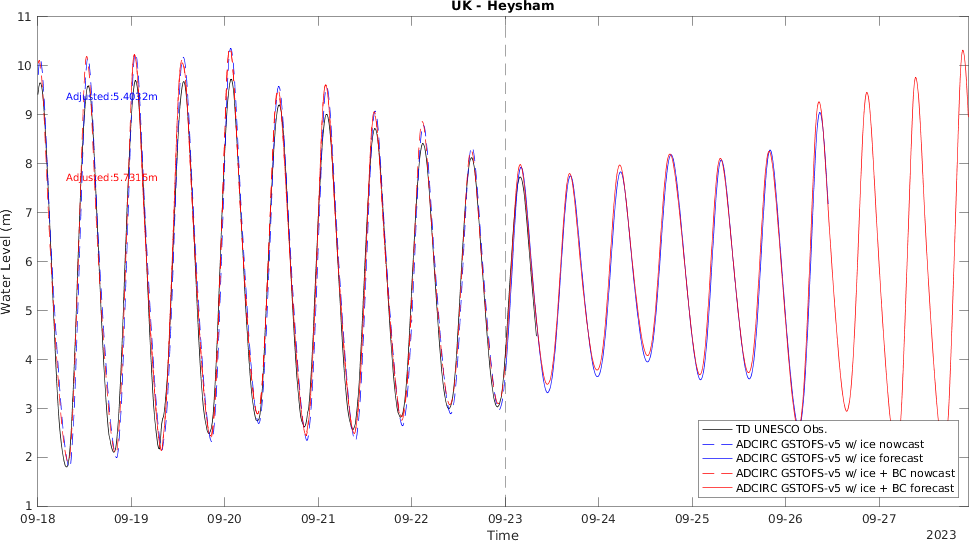 UK - Heysham
11
10
9
8
7
6
5
4
3
2
1
Water Level (m)
Adjusted:5.4032m
Adjusted:5.7316m
TD UNESCO Obs.
ADCIRC GSTOFS-v5 w/ ice nowcast
ADCIRC GSTOFS-v5 w/ ice forecast
ADCIRC GSTOFS-v5 w/ ice + BC nowcast
ADCIRC GSTOFS-v5 w/ ice + BC forecast
09-18 09-19 09-20 09-21 09-22 09-23 09-24 09-25 09-26 09-27
Time
2023